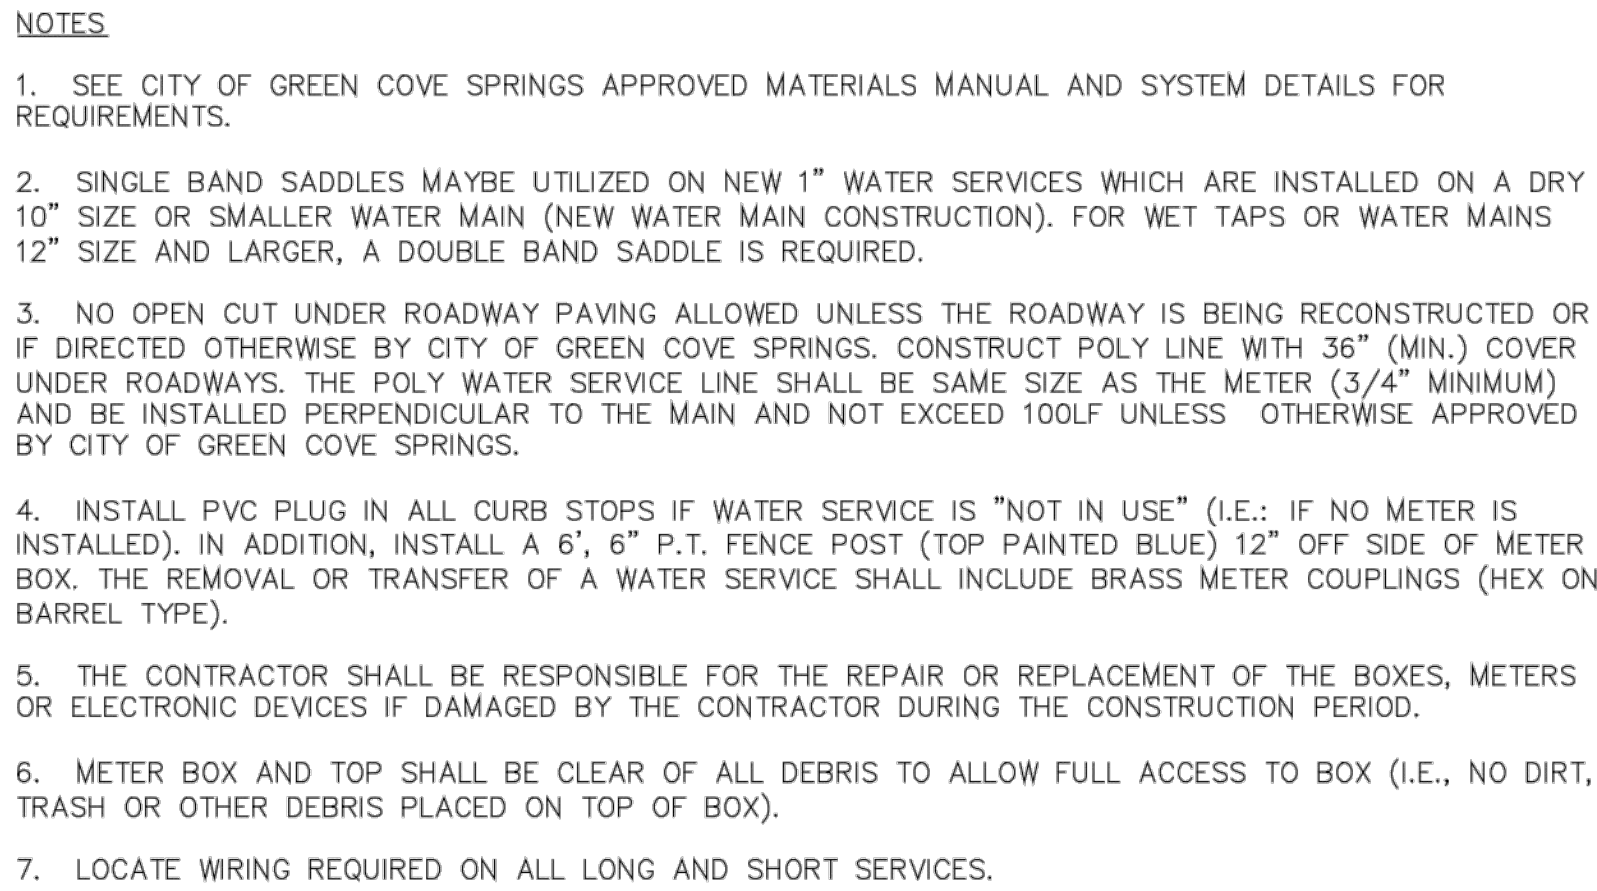 NOTES
1. SEE CITY OF GREEN COVE SPRINGS APPROVED MATERIALS MANUAL AND SYSTEM DETAILS FOR
REQUIREMENTS.
2. SINGLE BAND SADDLES MAYBE UTILIZED ON NEW 1" WATER SERVICES WHICH ARE INSTALLED ON A DRY
10" SIZE OR SMALLER WATER MAIN (NEW WATER MAIN CONSTRUCTION). FOR WET TAPS OR WATER MAINS
12" SIZE AND LARGER, A DOUBLE BAND SADDLE IS REQUIRED.
3. NO OPEN CUT UNDER ROADWAY PAVING ALLOWED UNLESS THE ROADWAY IS BEING RECONSTRUCTED OR
IF DIRECTED OTHERWISE BY CITY OF GREEN COVE SPRINGS. CONSTRUCT POLY LINE WITH 36" (MIN.) COVER
UNDER ROADWAYS. THE POLY WATER SERVICE LINE SHALL BE SAME SIZE AS THE METER (3/4" MINIMUM)
AND BE INSTALLED PERPENDICULAR TO THE MAIN AND NOT EXCEED 100LF UNLESS OTHERWISE APPROVED
BY CITY OF GREEN COVE SPRINGS.
4. INSTALL PVC PLUG IN ALL CURB STOPS IF WATER SERVICE IS "NOT IN USE" (I.E.: IF NO METER IS
INSTALLED). IN ADDITION, INSTALL A 6', 6" P.T. FENCE POST (TOP PAINTED BLUE) 12" OFF SIDE OF METER
BOX. THE REMOVAL OR TRANSFER OF A WATER SERVICE SHALL INCLUDE BRASS METER COUPLINGS (HEX ON
BARREL TYPE).
5. THE CONTRACTOR SHALL BE RESPONSIBLE FOR THE REPAIR OR REPLACEMENT OF THE BOXES, METERS
OR ELECTRONIC DEVICES IF DAMAGED BY THE CONTRACTOR DURING THE CONSTRUCTION PERIOD.
6. METER BOX AND TOP SHALL BE CLEAR OF ALL DEBRIS TO ALLOW FULL ACCESS TO BOX (I.E., NO DIRT,
TRASH OR OTHER DEBRIS PLACED ON TOP OF BOX).
7. LOCATE WIRING REQUIRED ON ALL LONG AND SHORT SERVICES.